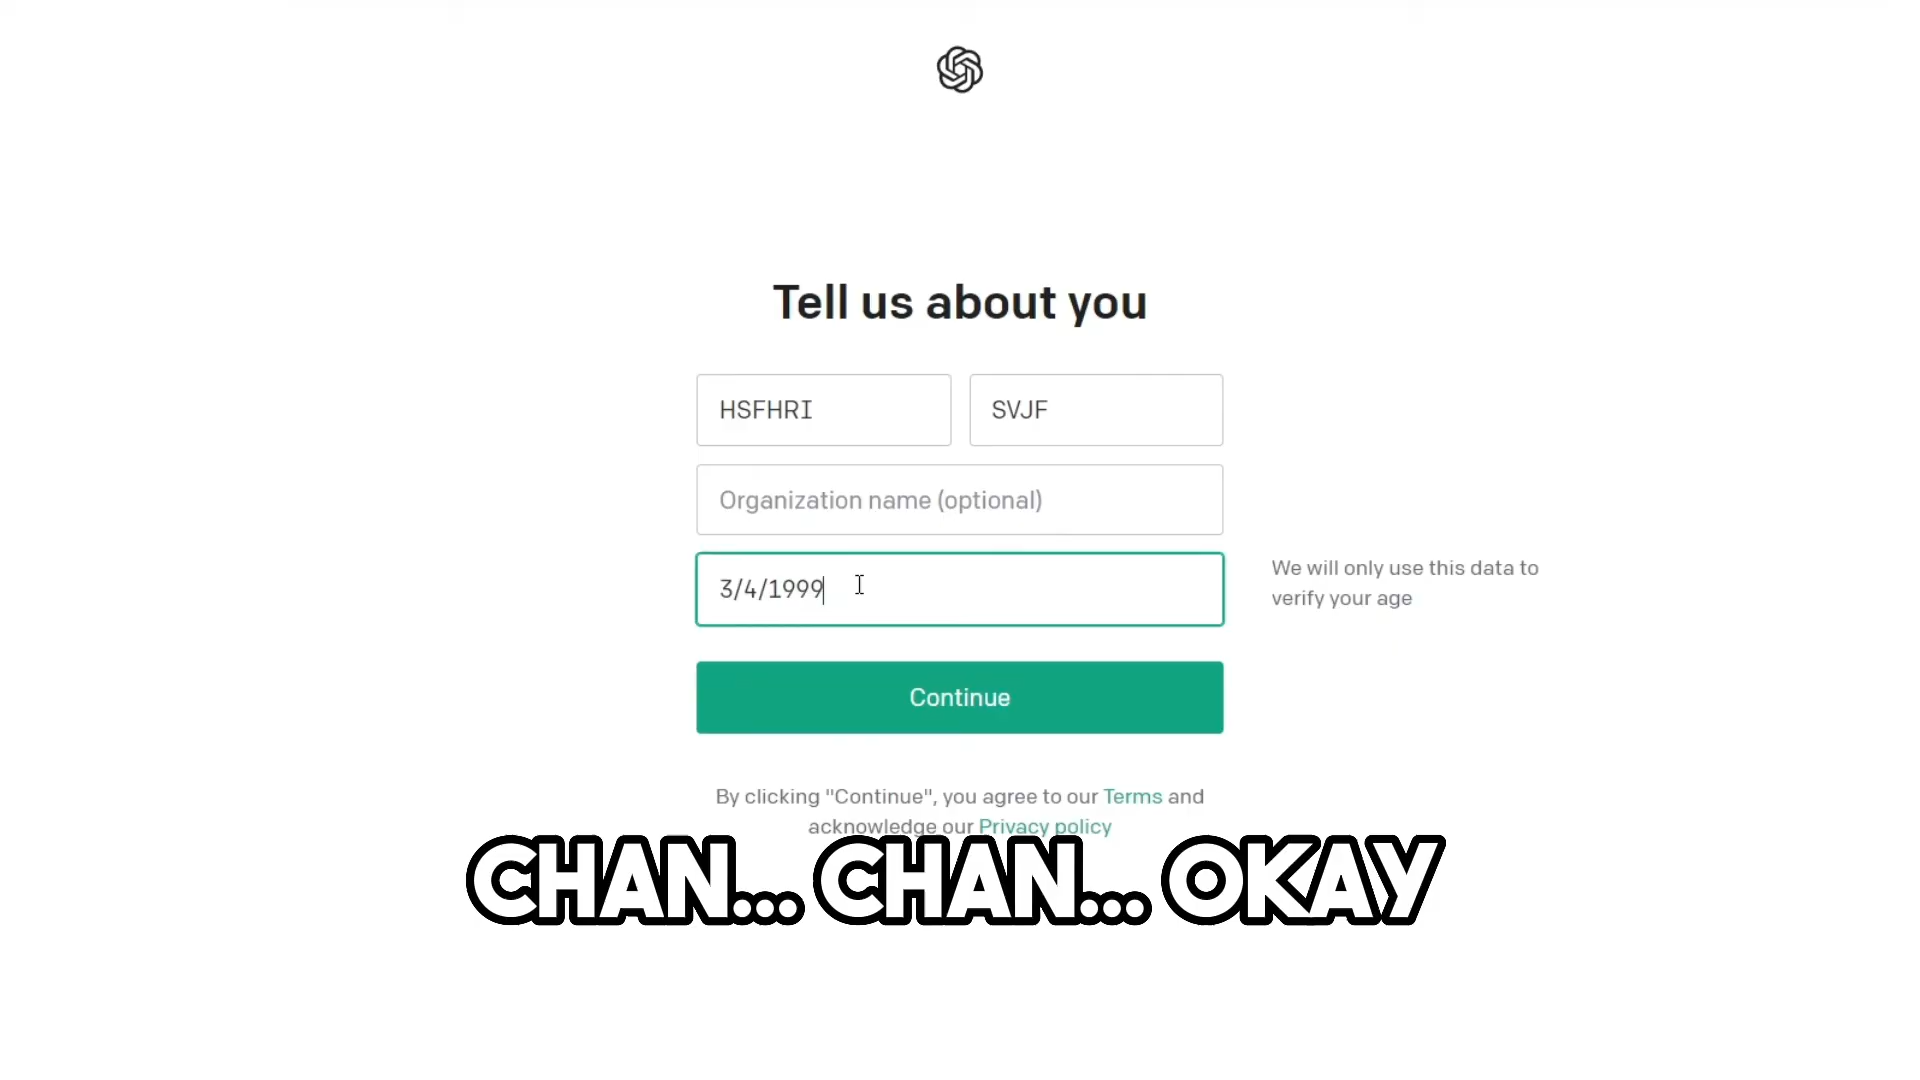 Tell us about you
HSFHRI SVJF
Organization name (optional)
3/4/1999
We will only use this data to
verify your age
Continue
By clicking "Continue", you agree to our Terms and
acknowledge our Privacy policy
CHAN... CHAN... OKAY